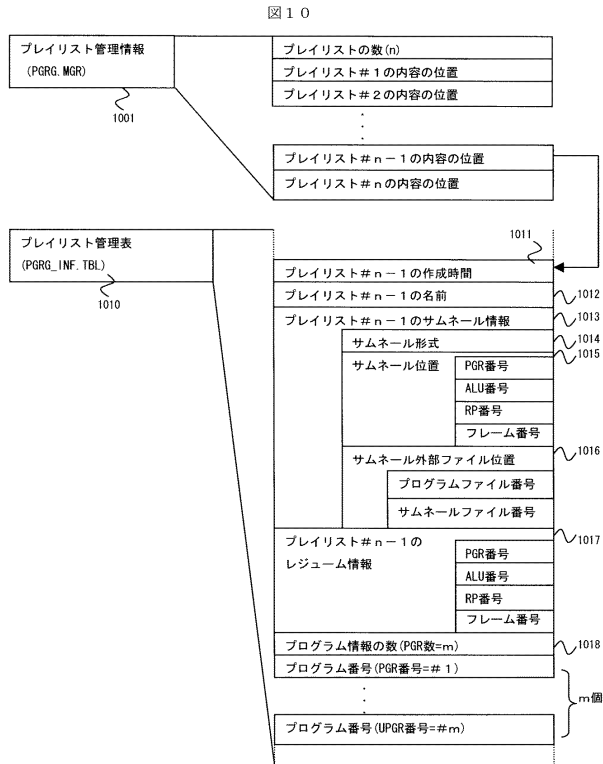 図１０
プレイリスト管理情報
(PGRG.MGR)
1001
プレイリストの数(n)
プレイリスト＃１の内容の位置
プレイリスト＃２の内容の位置
プレイリスト＃ｎ－１の内容の位置
プレイリスト＃ｎの内容の位置
プレイリスト管理表
(PGRG_INF.TBL)
1010
1011
プレイリスト＃ｎ－１の作成時間
プレイリスト＃ｎ－１の名前
1012
プレイリスト＃ｎ－１のサムネール情報
1013
サムネール形式
1014
サムネール位置
1015
PGR番号
ALU番号
RP番号
フレーム番号
サムネール外部ファイル位置
1016
プログラムファイル番号
サムネールファイル番号
プレイリスト＃ｎ－１の
レジューム情報
1017
PGR番号
ALU番号
RP番号
フレーム番号
プログラム情報の数(PGR数=m)
1018
プログラム番号(PGR番号=＃１)
プログラム番号(UPGR番号=＃m)
ｍ個